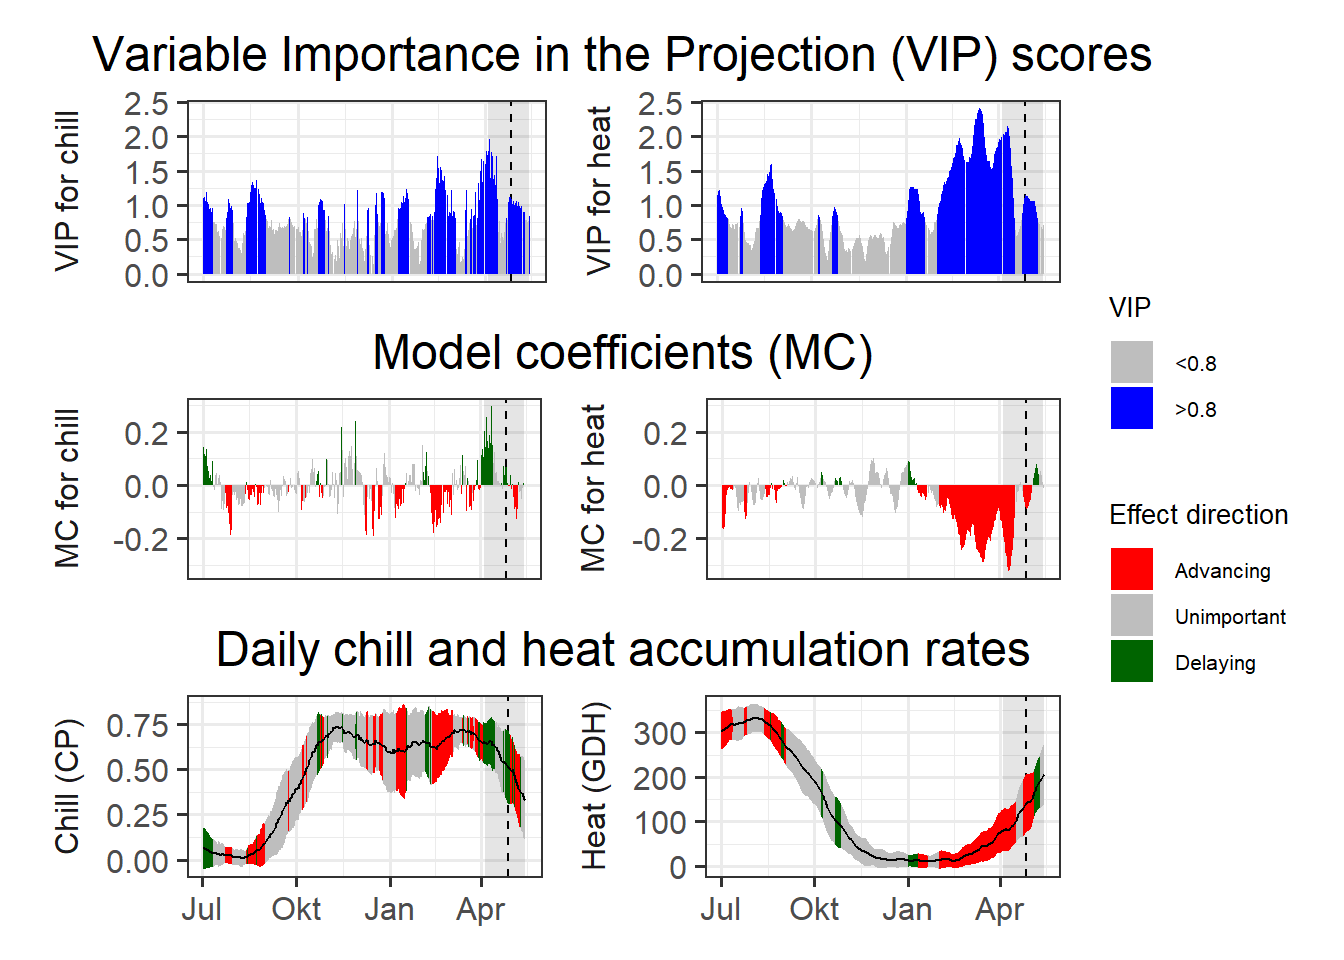 Variable Importance in the Projection (VIP) scores
VIP for chill
2.5
2.0
1.5
1.0
0.5
0.0
VIP for heat
2.5
2.0
1.5
1.0
0.5
0.0
Model coefficients (MC)
MC for chill
0.2
0.0
-0.2
MC for heat
0.2
0.0
-0.2
Daily chill and heat accumulation rates
Chill (CP)
0.75
0.50
0.25
0.00
Jul Okt Jan Apr
Heat (GDH)
300
200
100
0
Jul Okt Jan Apr
VIP
<0.8
>0.8
Effect direction
Advancing
Unimportant
Delaying